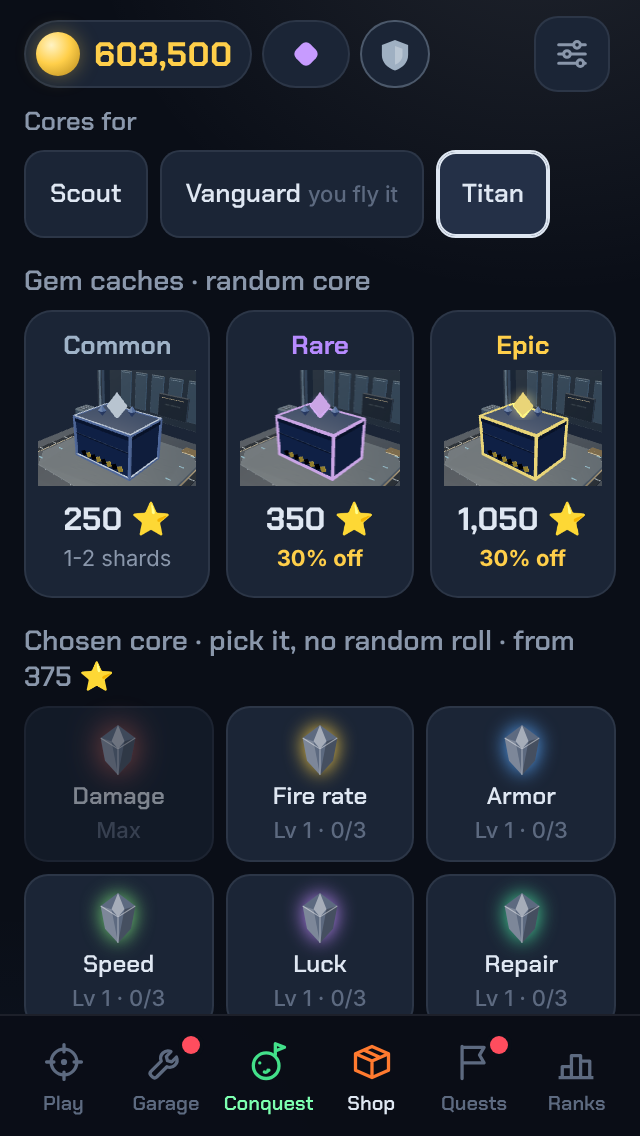 603,500
Cores for
Scout
Vanguard you fly it
Titan
Gem caches · random core
Common
Rare
Epic
250 ⭐
350 ⭐
1,050 ⭐
1-2 shards
30% off
30% off
Chosen core · pick it, no random roll · from
375 ⭐
Damage
Fire rate
Armor
Max
Lv 1 · 0/3
Lv 1 · 0/3
Speed
Luck
Repair
Lv 1 · 0/3
Lv 1 · 0/3
Lv 1 · 0/3
Play
Garage
Conquest
Shop
Quests
Ranks